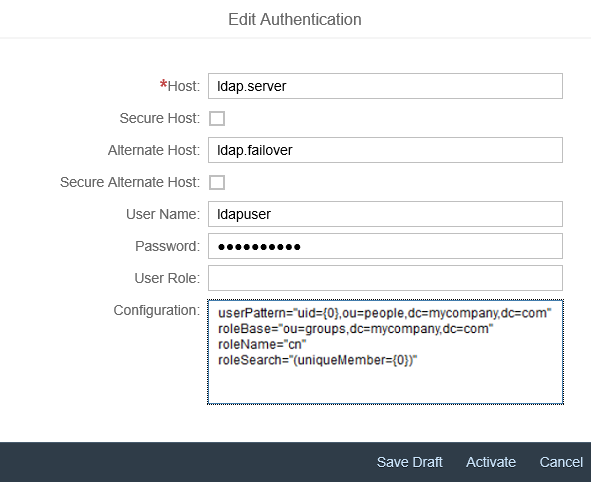 Edit Authentication
*Host: ldap.server
Secure Host:
Alternate Host: ldap.failover
Secure Alternate Host:
User Name: ldapuser
Password: ●●●●●●●●●●
User Role:
Configuration: userPattern="uid={0},ou=people,dc=mycompany,dc=com"
roleBase="ou=groups,dc=mycompany,dc=com"
roleName="cn"
roleSearch="(uniqueMember={0})"
Save Draft Activate Cancel